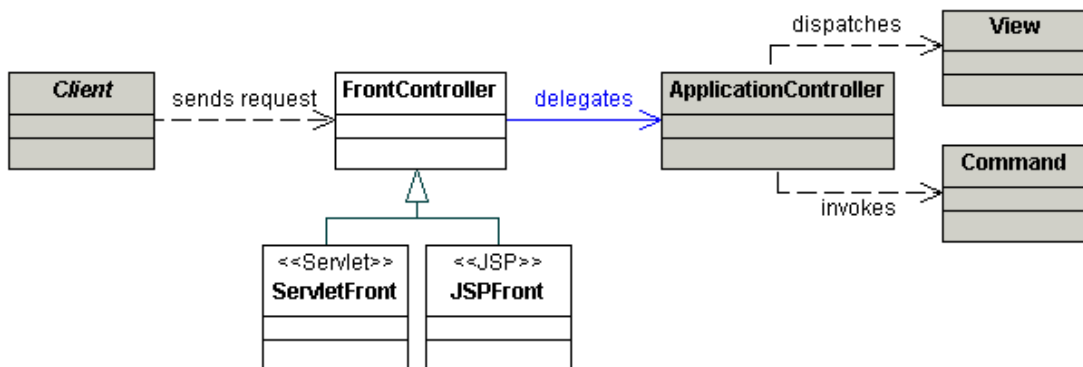 dispatches
View
Client
sends request
FrontController
delegates
ApplicationController
Command
invokes
<<Servlet>>
ServletFront
<<JSP>>
JSPFront